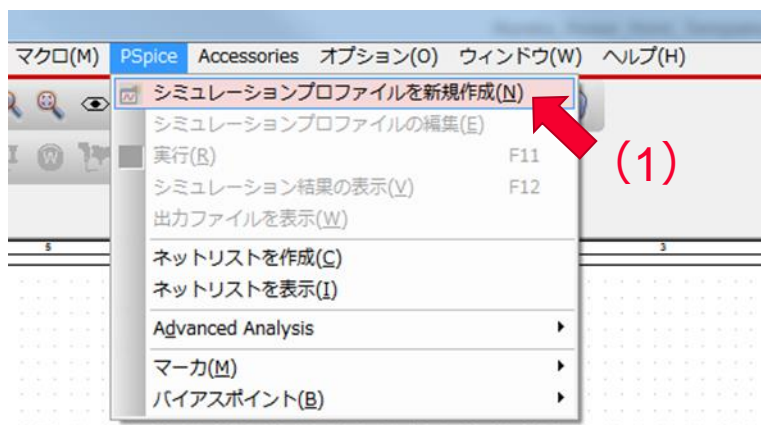 マクロ(M) PSpice Accessories オプション(O) ウィンドウ(W) ヘルプ(H)
シミュレーションプロファイルを新規作成(N)
シミュレーションプロファイルの編集(E)
(1)
実行(R) F11
シミュレーション結果の表示(V) F12
出力ファイルを表示(W)
5 3
ネットリストを作成(C)
ネットリストを表示(I)
Advanced Analysis
マーカ(M)
バイアスポイント(B)